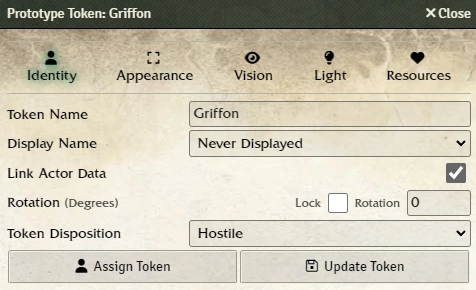 Prototype Token: Griffon ✕Close
Identity Appearance Vision Light Resources
Token Name Griffon
Display Name Never Displayed
Link Actor Data
Rotation (Degrees) Lock Rotation 0
Token Disposition Hostile
Assign Token Update Token